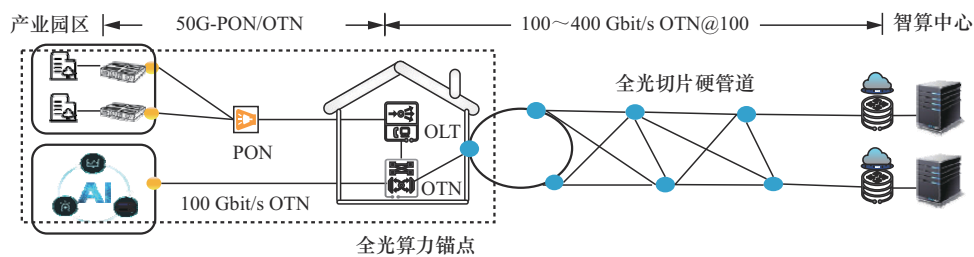 产业园区
50G-PON/OTN
100～400 Gbit/s OTN@100
智算中心
全光切片硬管道
OLT
PON
OTN
AI
100 Gbit/s OTN
全光算力锚点